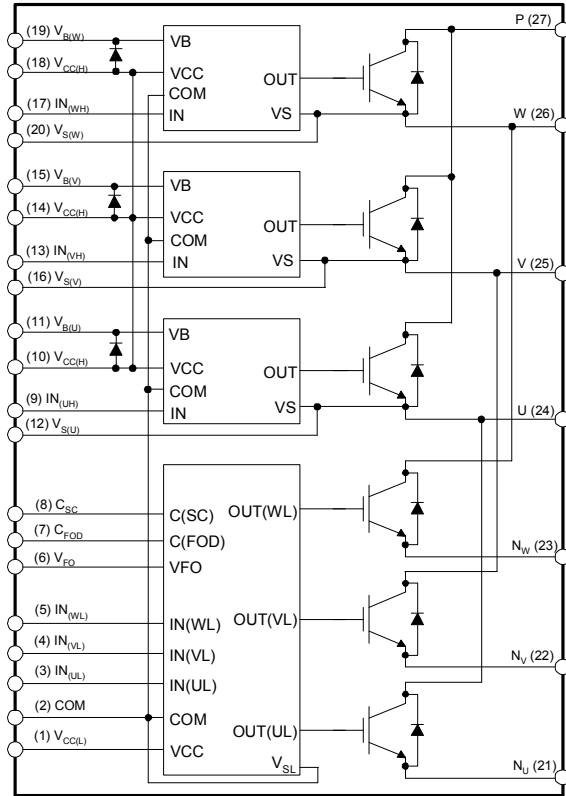 (19) VB(W)
(18) VCC(H)
(17) IN(WH)
(20) VS(W)
VB
VCC
COM
IN
OUT
VS
P (27)
W (26)
(15) VB(V)
(14) VCC(H)
(13) IN(VH)
(16) VS(V)
VB
VCC
COM
IN
OUT
VS
V (25)
(11) VB(U)
(10) VCC(H)
(9) IN(UH)
(12) VS(U)
VB
VCC
COM
IN
OUT
VS
U (24)
(8) CSC
(7) CFOD
(6) VFO
(5) IN(WL)
(4) IN(VL)
(3) IN(UL)
(2) COM
(1) VCC(L)
C(SC)
C(FOD)
VFO
IN(WL)
IN(VL)
IN(UL)
COM
VCC
OUT(WL)
OUT(VL)
OUT(UL)
VSL
NW (23)
NV (22)
NU (21)